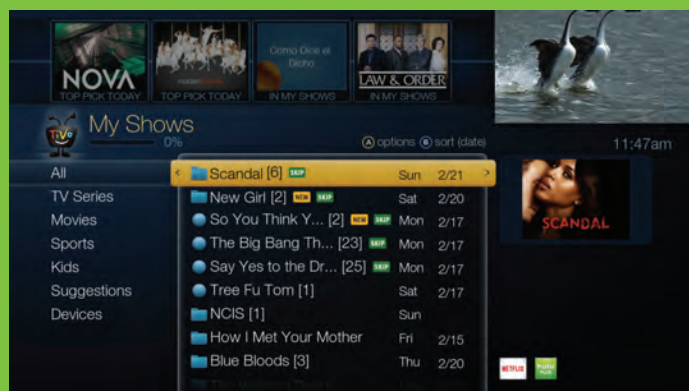 NOVA
TOP PICK TODAY
TOP PICK TODAY
Como Dice el
Dicho
IN MY SHOWS
LAW & ORDER
IN MY SHOWS
TiVo
My Shows
0%
A options B sort (date)
11:47am
All
TV Series
Movies
Sports
Kids
Suggestions
Devices
Scandal [6] SKIP Sun 2/21
New Girl [2] NEW SKIP Sat 2/20
So You Think Y... [2] NEW SKIP Mon 2/17
The Big Bang Th... [23] SKIP Mon 2/17
Say Yes to the Dr... [25] SKIP Mon 2/17
Tree Fu Tom [1] Sat 2/17
NCIS [1] Sun
How I Met Your Mother Fri 2/15
Blue Bloods [3] Thu 2/20
SCANDAL
NETFLIX
hulu
PLUS